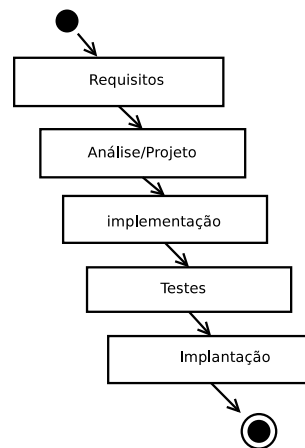 Requisitos
Análise/Projeto
implementação
Testes
Implantação